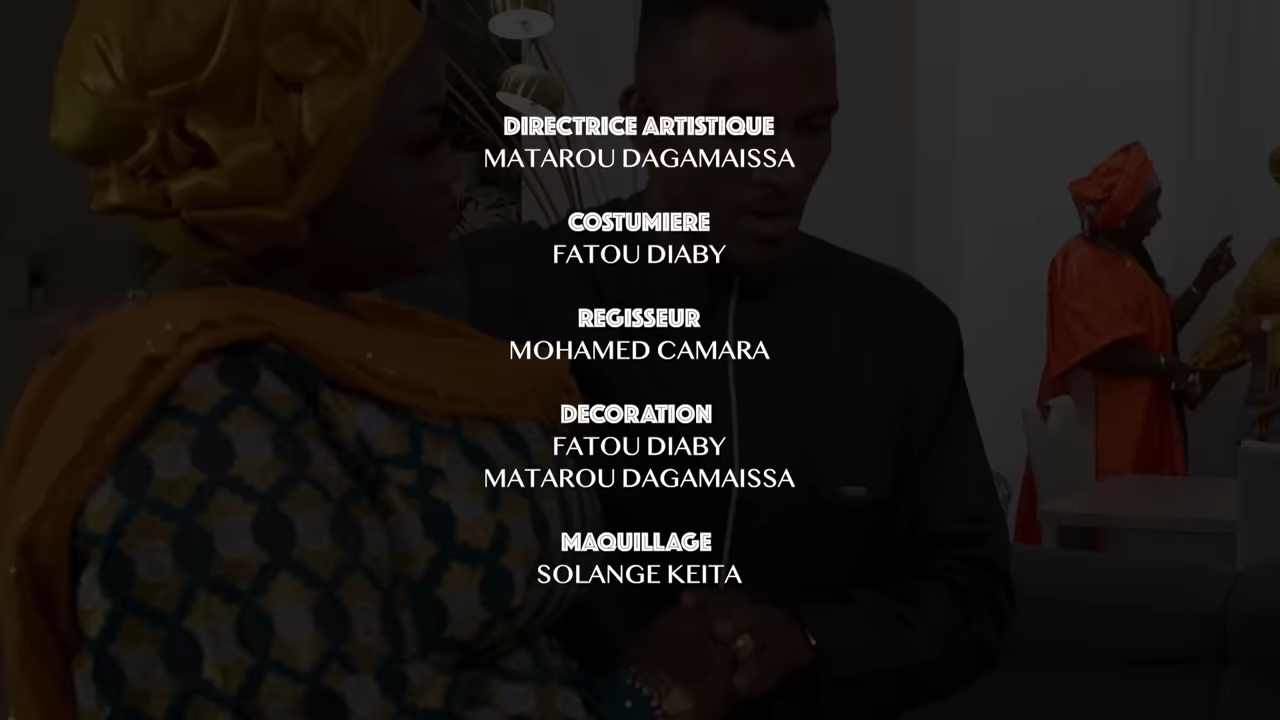 DIRECTRICE ARTISTIQUE
MATAROU DAGAMAISSA
COSTUMIERE
FATOU DIABY
REGISSEUR
MOHAMED CAMARA
DECORATION
FATOU DIABY
MATAROU DAGAMAISSA
MAQUILLAGE
SOLANGE KEITA